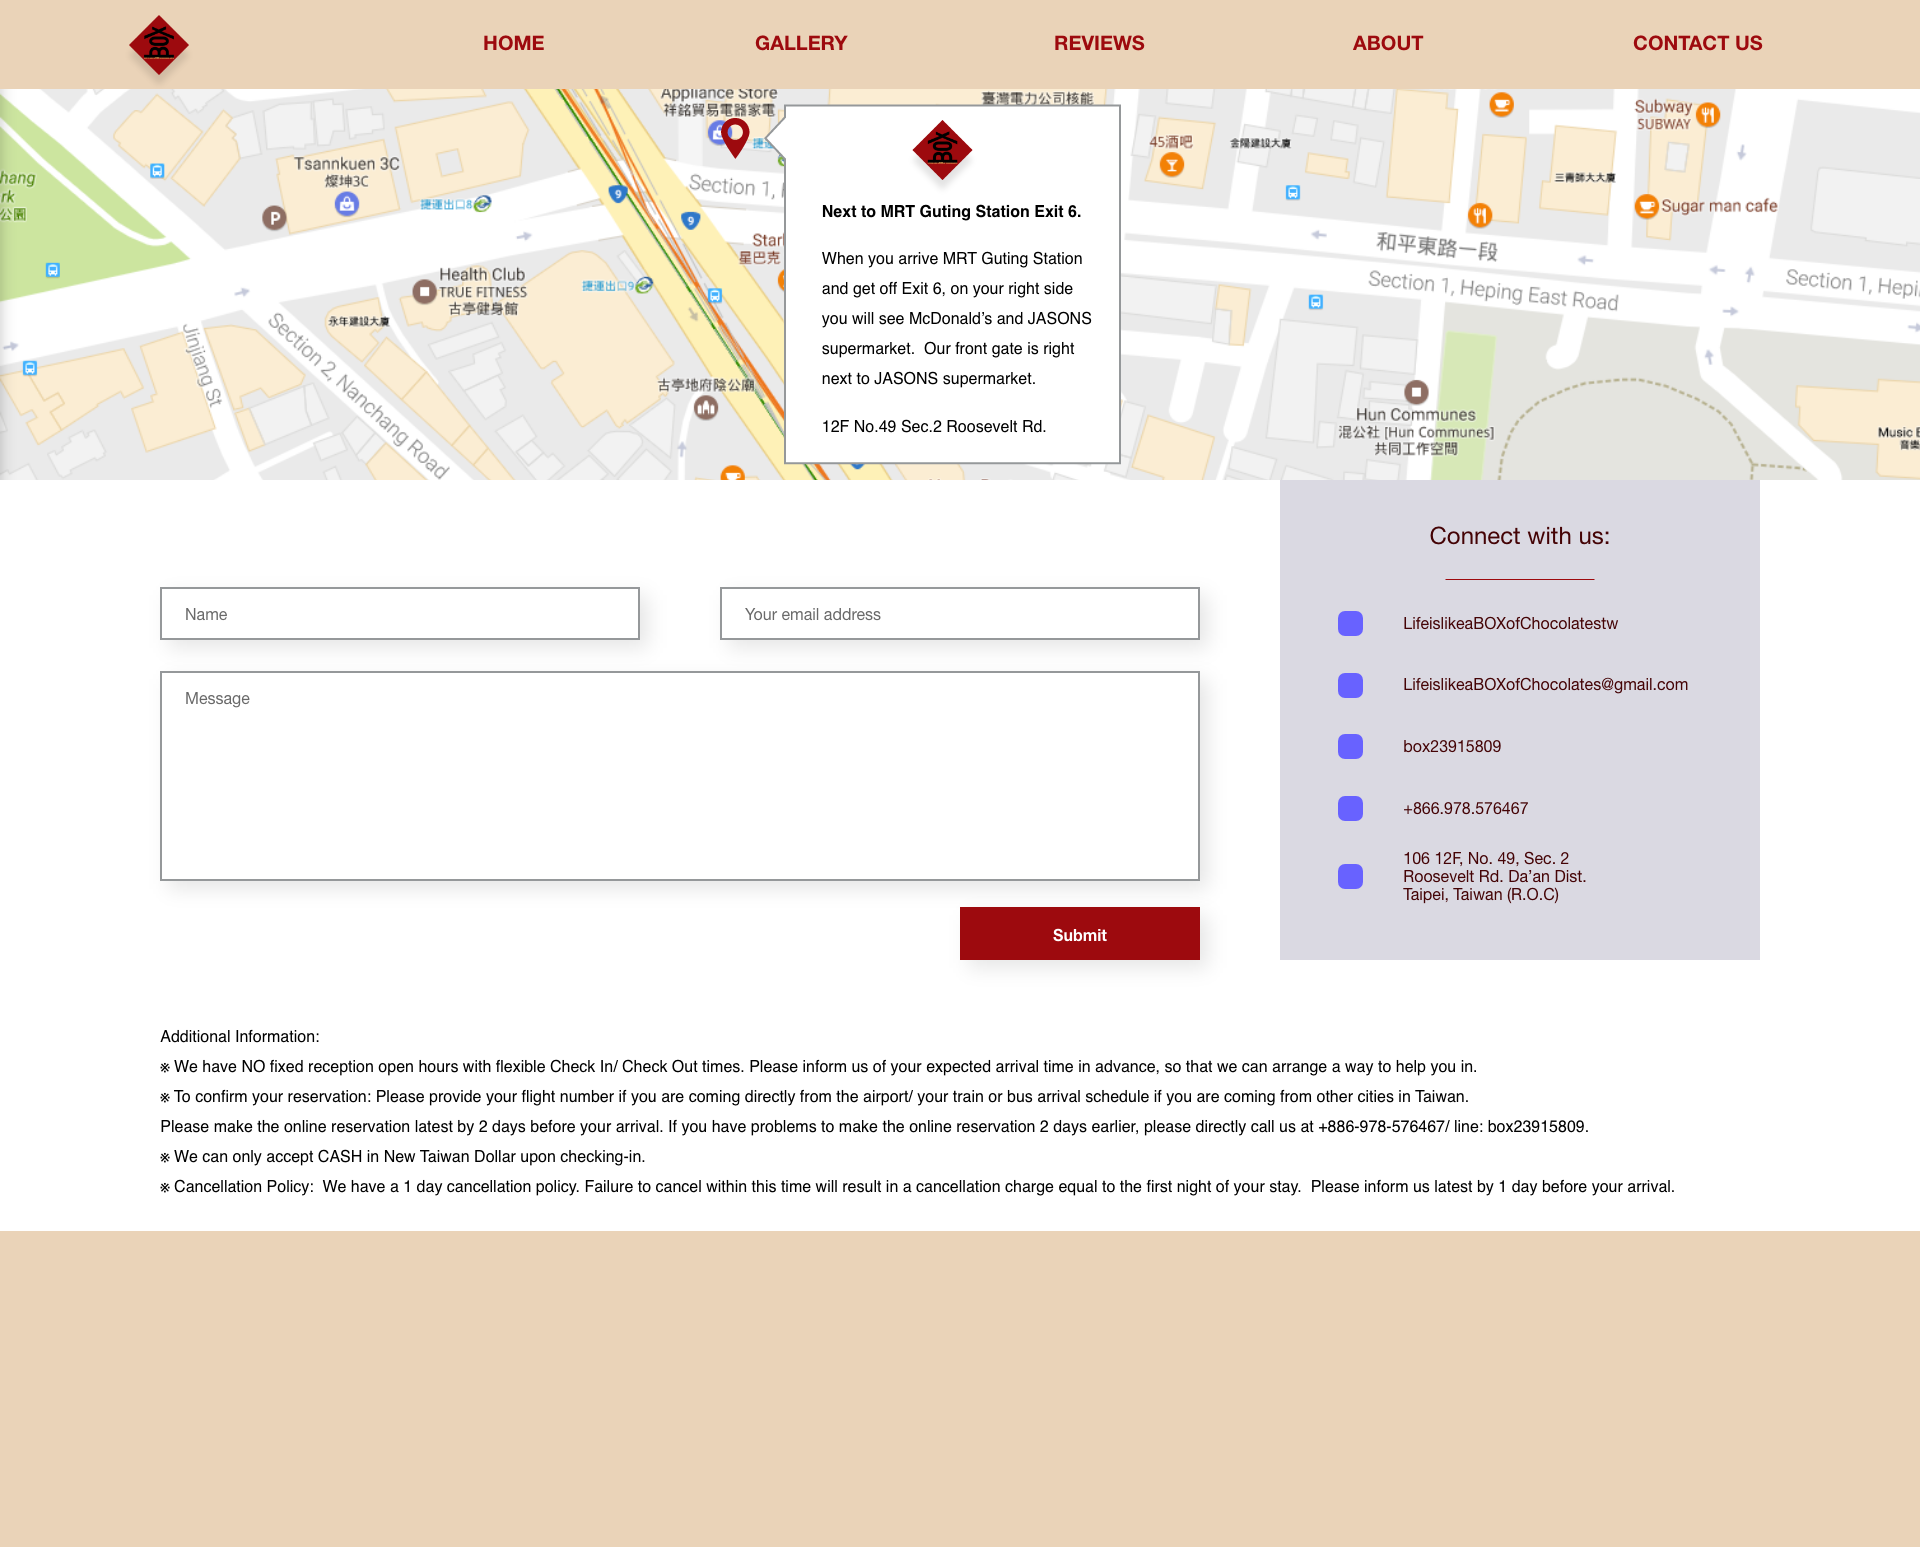 HOME
GALLERY
REVIEWS
ABOUT
CONTACT US
Appliance Store
祥銘貿易電器家電
臺灣電力公司核能
Subway
SUBWAY
45酒吧
金陽建設大廈
Tsannkuen 3C
燦坤3C
捷運出口8
三青師大大廈
Sugar man cafe
hang
rk
公園
P
9
9
Section 1,
和平東路一段
Section 1, Heping East Road
Section 1, Hepi
Health Club
TRUE FITNESS
古亭健身館
捷運出口9
Starl
星巴克
永年建設大廈
Jinjiang St
Section 2, Nanchang Road
古亭地府陰公廟
Hun Communes
混公社 [Hun Communes]
共同工作空間
Music
音樂
Next to MRT Guting Station Exit 6.
When you arrive MRT Guting Station
and get off Exit 6, on your right side
you will see McDonald’s and JASONS
supermarket.  Our front gate is right
next to JASONS supermarket.
12F No.49 Sec.2 Roosevelt Rd.
Name
Your email address
Message
Submit
Connect with us:
LifeislikeaBOXofChocolatestw
LifeislikeaBOXofChocolates@gmail.com
box23915809
+866.978.576467
106 12F, No. 49, Sec. 2
Roosevelt Rd. Da’an Dist.
Taipei, Taiwan (R.O.C)
Additional Information:
※ We have NO fixed reception open hours with flexible Check In/ Check Out times. Please inform us of your expected arrival time in advance, so that we can arrange a way to help you in.
※ To confirm your reservation: Please provide your flight number if you are coming directly from the airport/ your train or bus arrival schedule if you are coming from other cities in Taiwan.
Please make the online reservation latest by 2 days before your arrival. If you have problems to make the online reservation 2 days earlier, please directly call us at +886-978-576467/ line: box23915809.
※ We can only accept CASH in New Taiwan Dollar upon checking-in.
※ Cancellation Policy:  We have a 1 day cancellation policy. Failure to cancel within this time will result in a cancellation charge equal to the first night of your stay.  Please inform us latest by 1 day before your arrival.